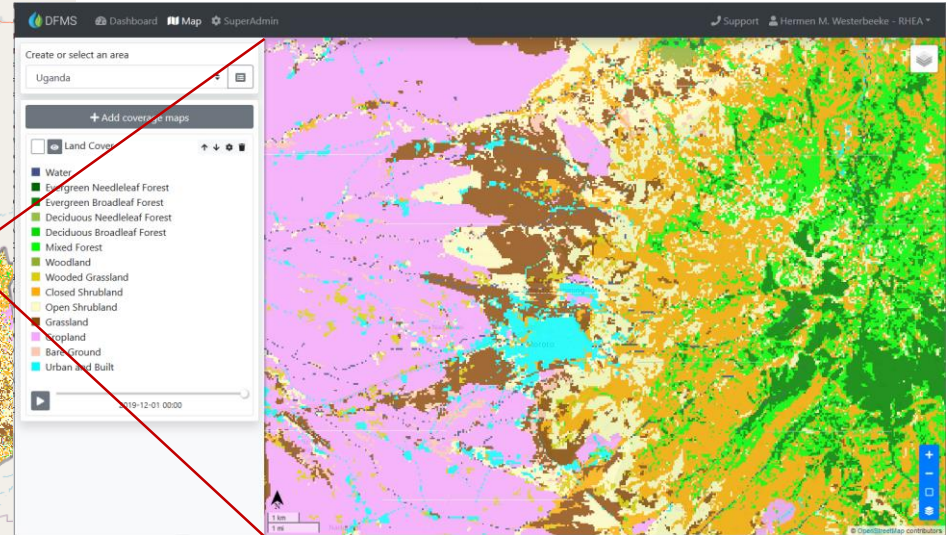 DFMS Dashboard Map SuperAdmin Support Hermen M. Westerbeeke - RHEA
Create or select an area
Uganda
+ Add coverage maps
Land Cover
Water
Evergreen Needleleaf Forest
Evergreen Broadleaf Forest
Deciduous Needleleaf Forest
Deciduous Broadleaf Forest
Mixed Forest
Woodland
Wooded Grassland
Closed Shrubland
Open Shrubland
Grassland
Cropland
Bare Ground
Urban and Built
2019-12-01 00:00
Moroto
1 km
1 mi
© OpenStreetMap contributors